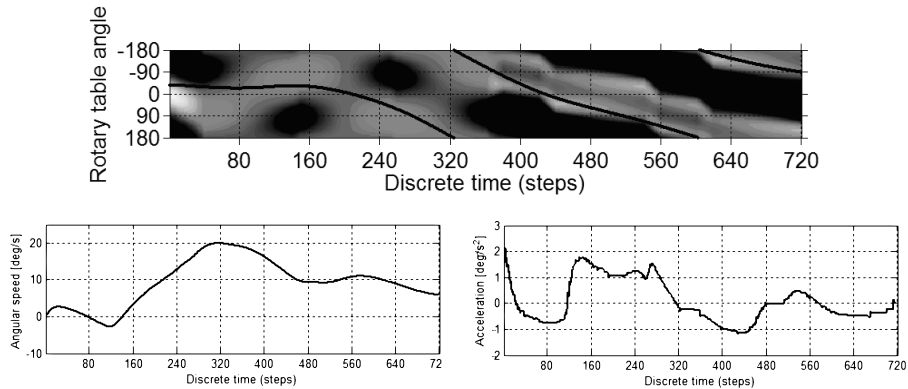 Rotary table angle
-180
-90
0
90
180
80 160 240 320 400 480 560 640 720
Discrete time (steps)
Angular speed [deg/s]
20
10
0
-10
80 160 240 320 400 480 560 640 72
Discrete time (steps)
Acceleration [deg/s²]
3
2
1
0
-1
-2
80 160 240 320 400 480 560 640 720
Discrete time (steps)